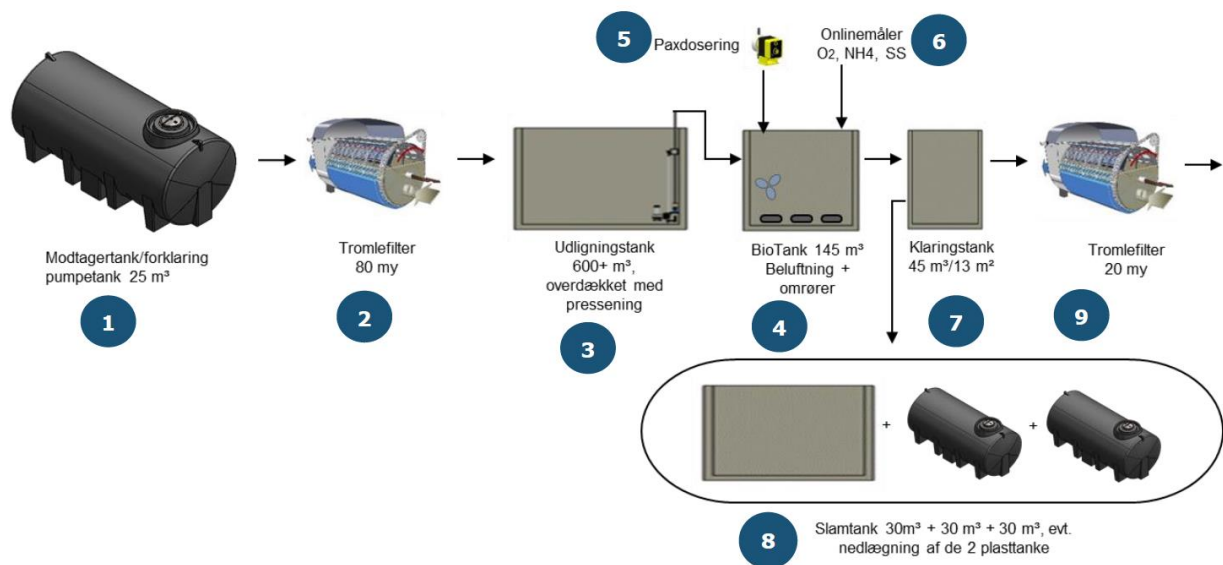 5
Paxdosering
Onlinemåler
O2, NH4, SS
6
Modtagertank/forklaring
pumpetank 25 m³
1
Tromlefilter
80 my
2
Udligningstank
600+ m³,
overdækket med
pressening
3
BioTank 145 m³
Beluftning +
omrører
4
Klaringstank
45 m³/13 m²
7
Tromlefilter
20 my
9
+
+
8
Slamtank 30m³ + 30 m³ + 30 m³, evt.
nedlægning af de 2 plasttanke